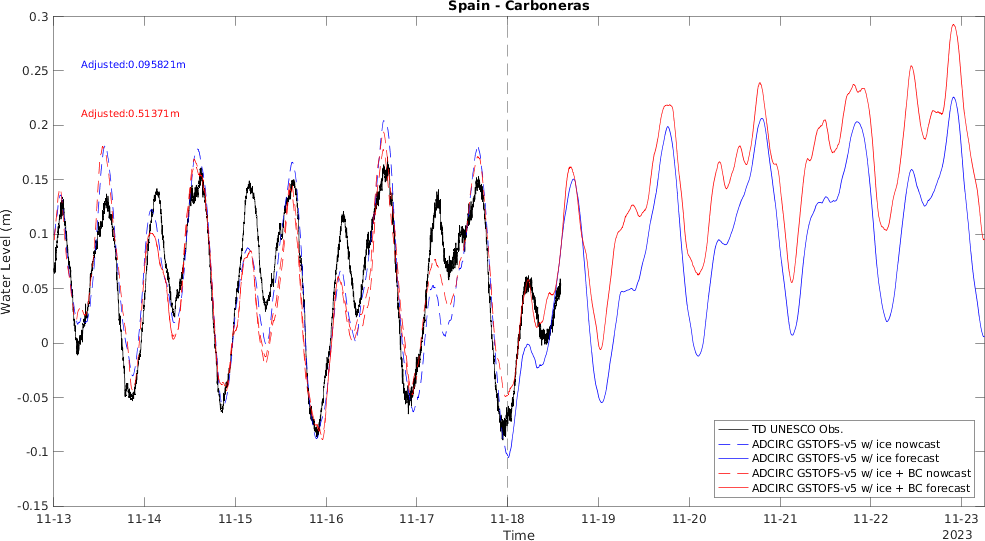 Spain - Carboneras
0.3
0.25
0.2
0.15
0.1
0.05
0
-0.05
-0.1
-0.15
Water Level (m)
Adjusted:0.095821m
Adjusted:0.51371m
TD UNESCO Obs.
ADCIRC GSTOFS-v5 w/ ice nowcast
ADCIRC GSTOFS-v5 w/ ice forecast
ADCIRC GSTOFS-v5 w/ ice + BC nowcast
ADCIRC GSTOFS-v5 w/ ice + BC forecast
11-13 11-14 11-15 11-16 11-17 11-18 11-19 11-20 11-21 11-22 11-23
Time
2023